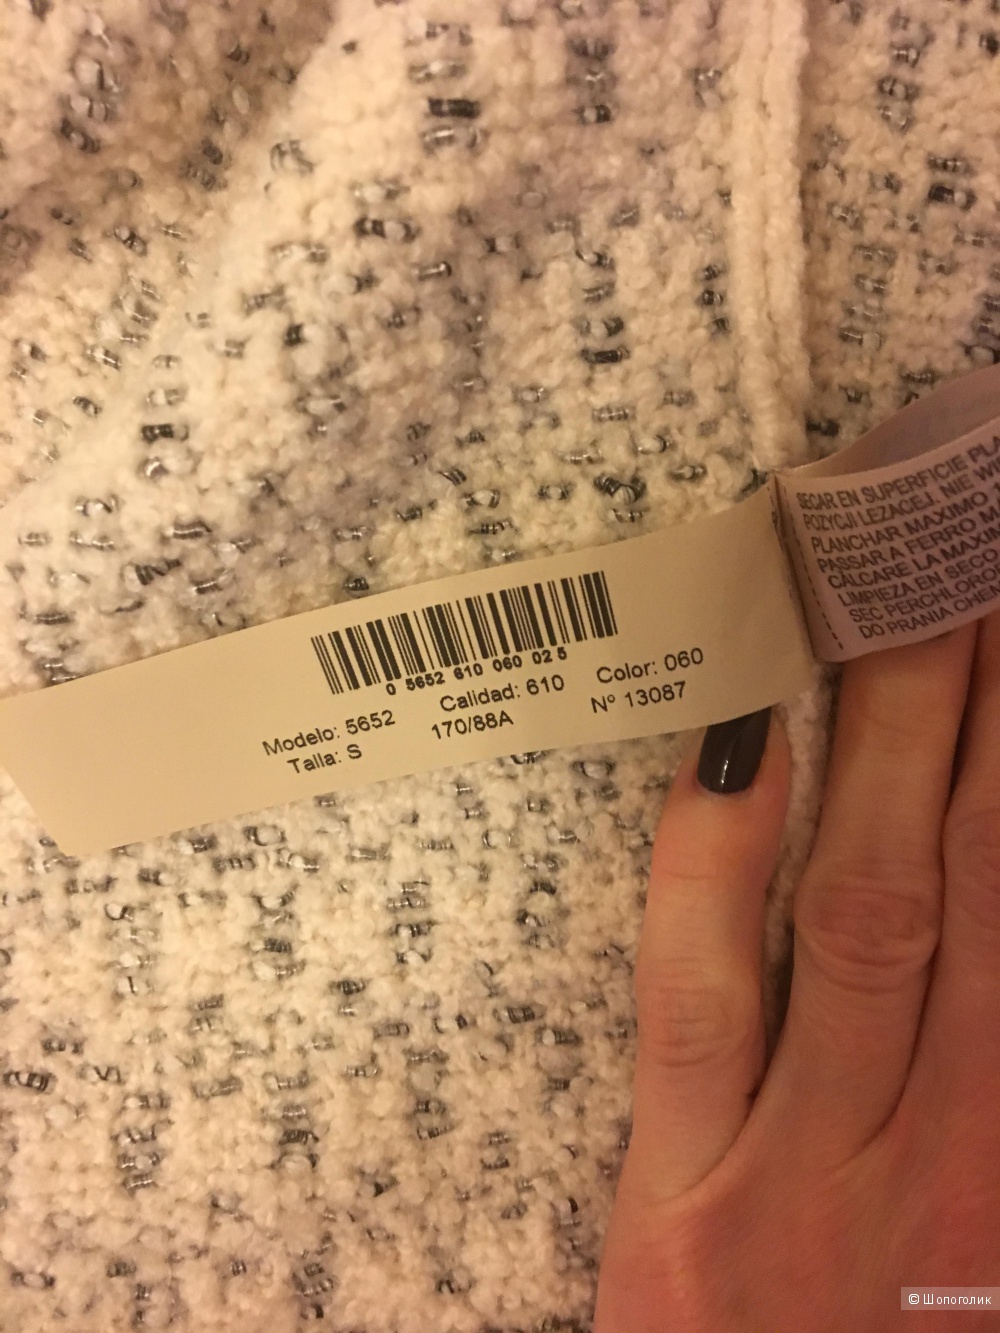 0 5652 610 060 02 5
Modelo: 5652 Calidad: 610 Color: 060
Talla: S 170/88A Nº 13087
SECAR EN SUPERFICIE
POZYCJI LEZACEJ. NIE
PLANCHAR MAXIMO
PASSAR A FERRO
CALCARE LA
LIMPIEZA EN SECO
SEC PERCHLORO
DO PRANIA CHEM
© Шопоголик